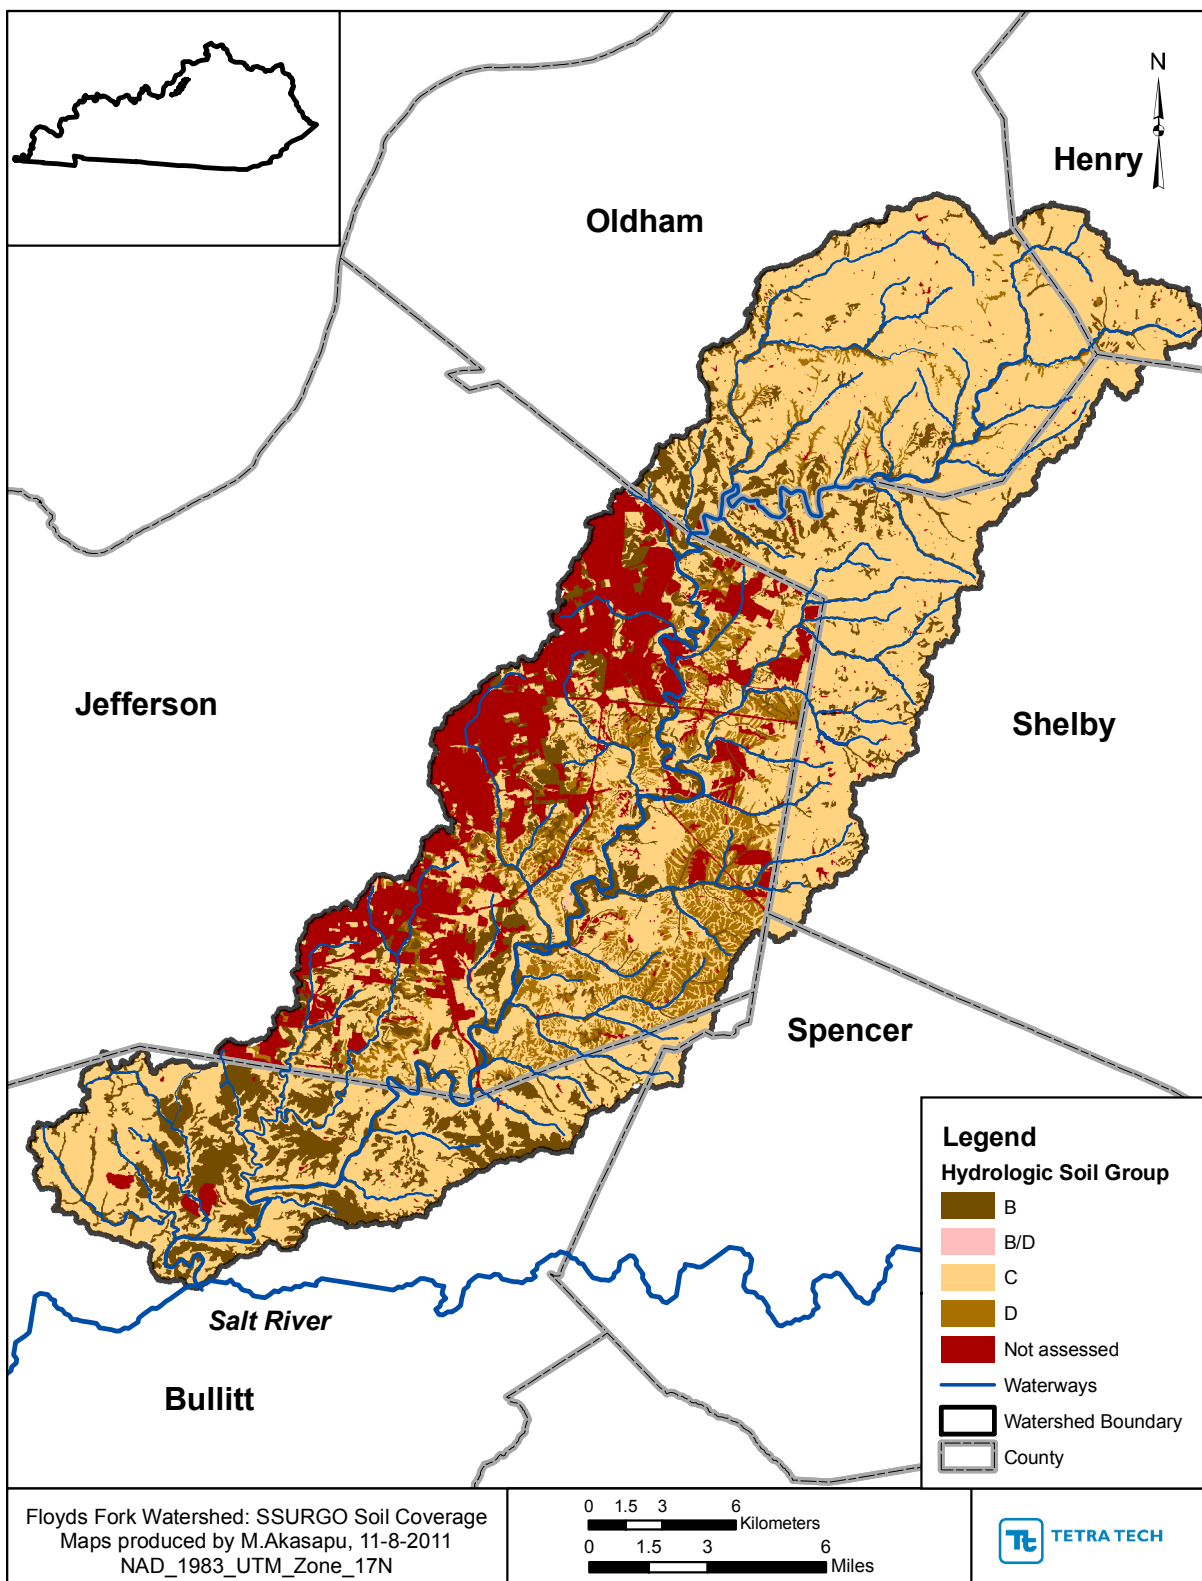 N
Henry
Oldham
Jefferson
Shelby
Spencer
Salt River
Bullitt
Legend
Hydrologic Soil Group
B
B/D
C
D
Not assessed
Waterways
Watershed Boundary
County
Floyds Fork Watershed: SSURGO Soil Coverage
Maps produced by M.Akasapu, 11-8-2011
NAD_1983_UTM_Zone_17N
0 1.5 3 6
Kilometers
0 1.5 3 6
Miles
Tt TETRA TECH